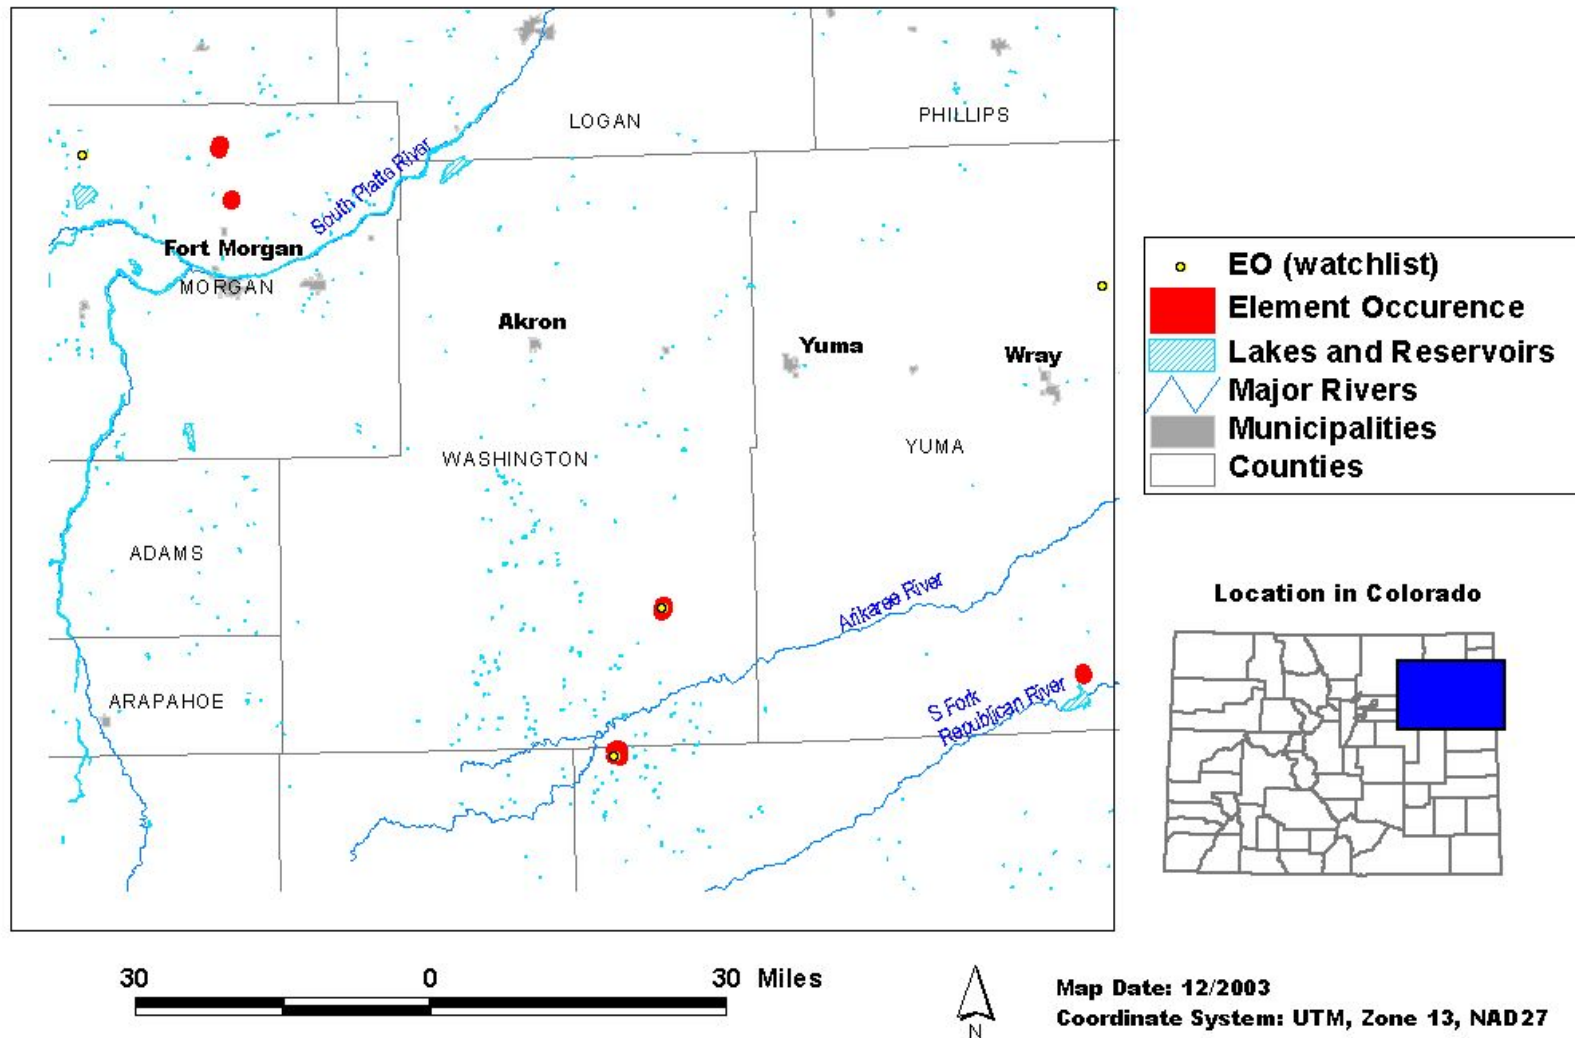 LOGAN
PHILLIPS
South Platte River
Fort Morgan
MORGAN
Akron
Yuma
Wray
WASHINGTON
YUMA
ADAMS
Arikaree River
ARAPAHOE
S Fork
Republican River
EO (watchlist)
Element Occurence
Lakes and Reservoirs
Major Rivers
Municipalities
Counties
Location in Colorado
30 0 30 Miles
N
Map Date: 12/2003
Coordinate System: UTM, Zone 13, NAD27